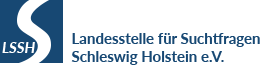 LSSH
Landesstelle für Suchtfragen
Schleswig Holstein e.V.